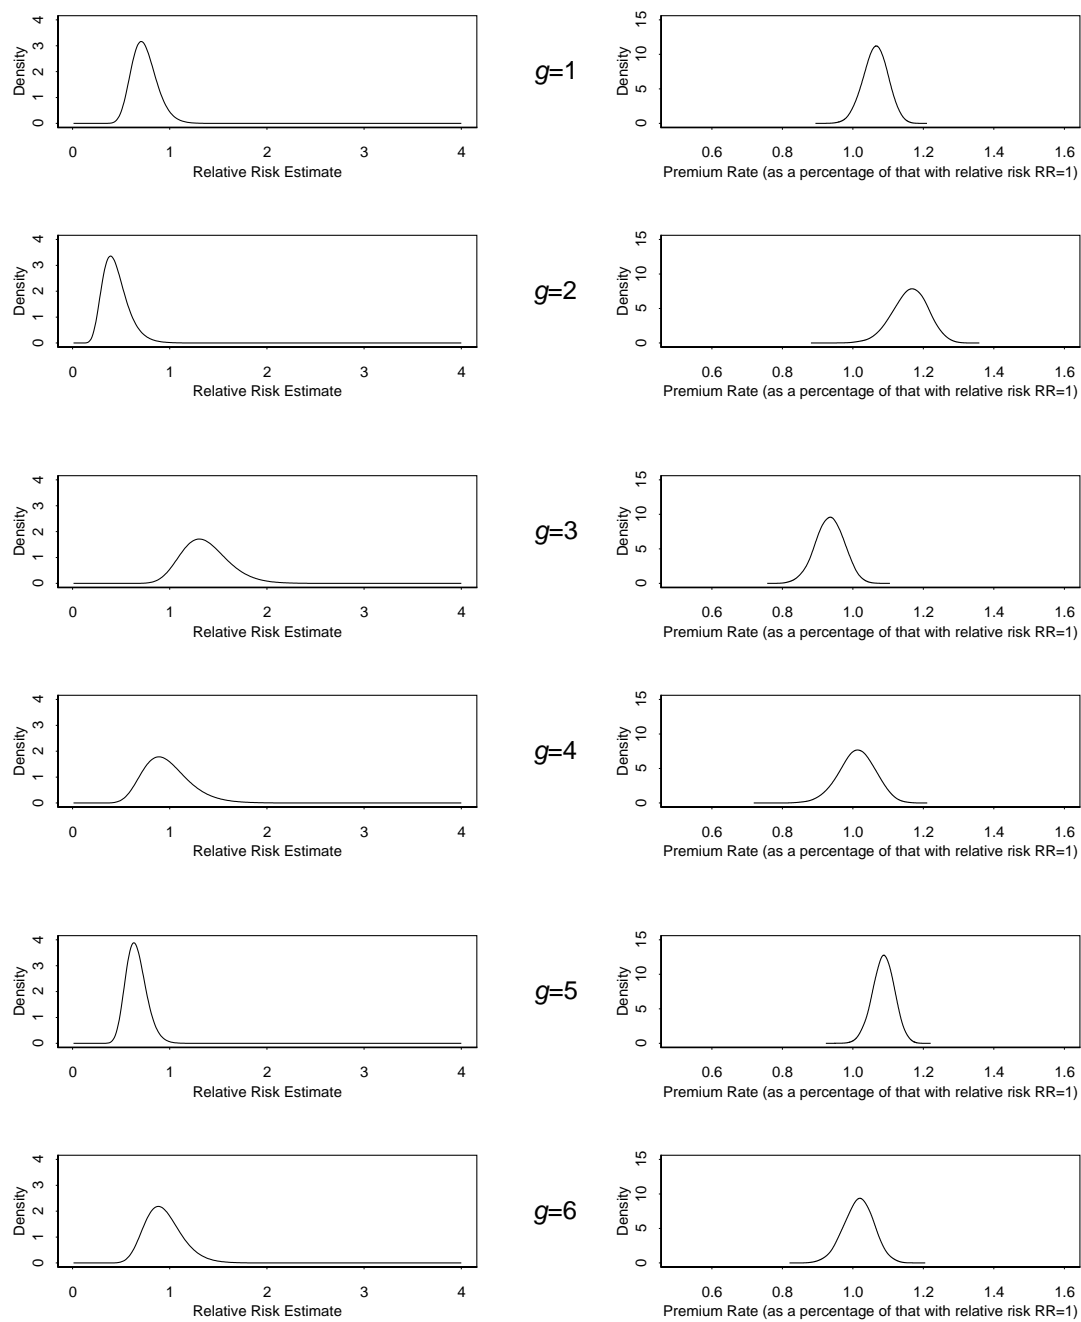 Density
4
3
2
1
0
0 1 2 3 4
Relative Risk Estimate
g=1
Density
15
10
5
0
0.6 0.8 1.0 1.2 1.4 1.6
Premium Rate (as a percentage of that with relative risk RR=1)
Density
4
3
2
1
0
0 1 2 3 4
Relative Risk Estimate
g=2
Density
15
10
5
0
0.6 0.8 1.0 1.2 1.4 1.6
Premium Rate (as a percentage of that with relative risk RR=1)
Density
4
3
2
1
0
0 1 2 3 4
Relative Risk Estimate
g=3
Density
15
10
5
0
0.6 0.8 1.0 1.2 1.4 1.6
Premium Rate (as a percentage of that with relative risk RR=1)
Density
4
3
2
1
0
0 1 2 3 4
Relative Risk Estimate
g=4
Density
15
10
5
0
0.6 0.8 1.0 1.2 1.4 1.6
Premium Rate (as a percentage of that with relative risk RR=1)
Density
4
3
2
1
0
0 1 2 3 4
Relative Risk Estimate
g=5
Density
15
10
5
0
0.6 0.8 1.0 1.2 1.4 1.6
Premium Rate (as a percentage of that with relative risk RR=1)
Density
4
3
2
1
0
0 1 2 3 4
Relative Risk Estimate
g=6
Density
15
10
5
0
0.6 0.8 1.0 1.2 1.4 1.6
Premium Rate (as a percentage of that with relative risk RR=1)